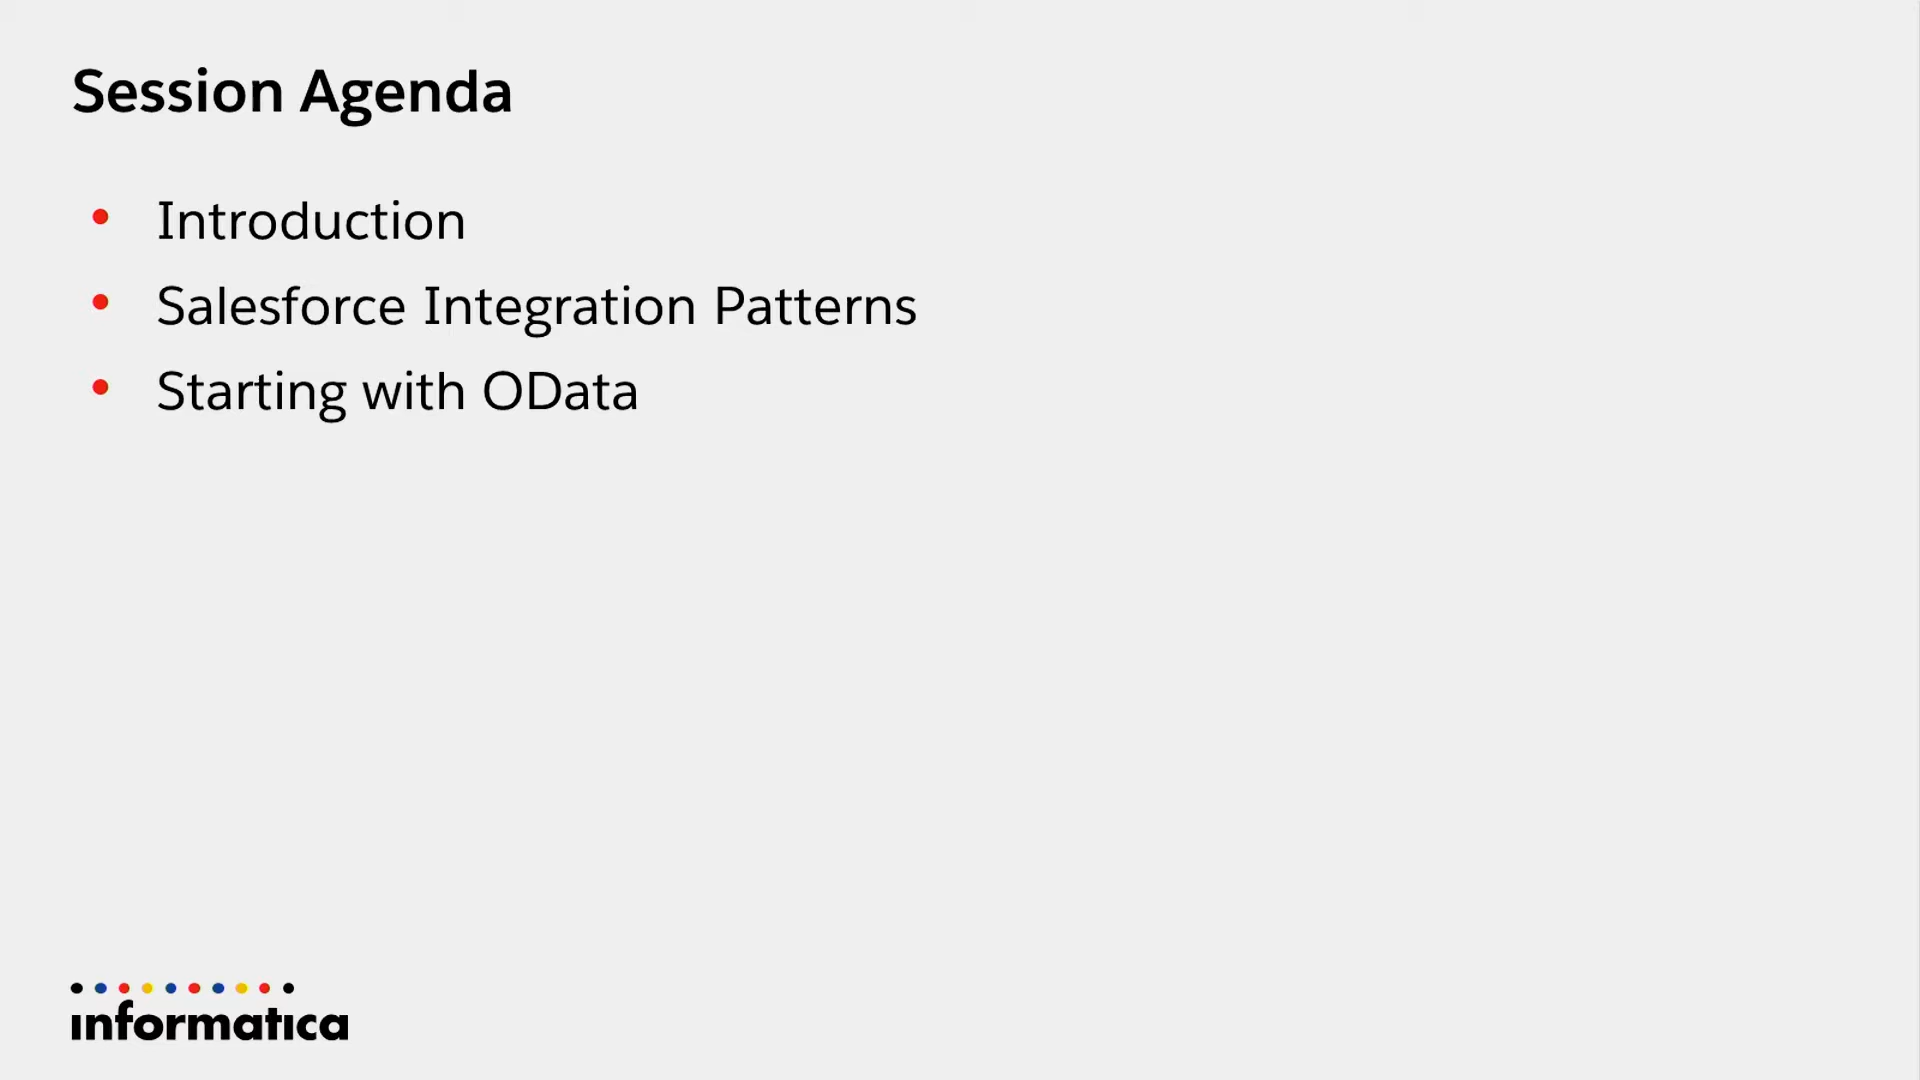 Session Agenda
• Introduction
• Salesforce Integration Patterns
• Starting with OData
informatica